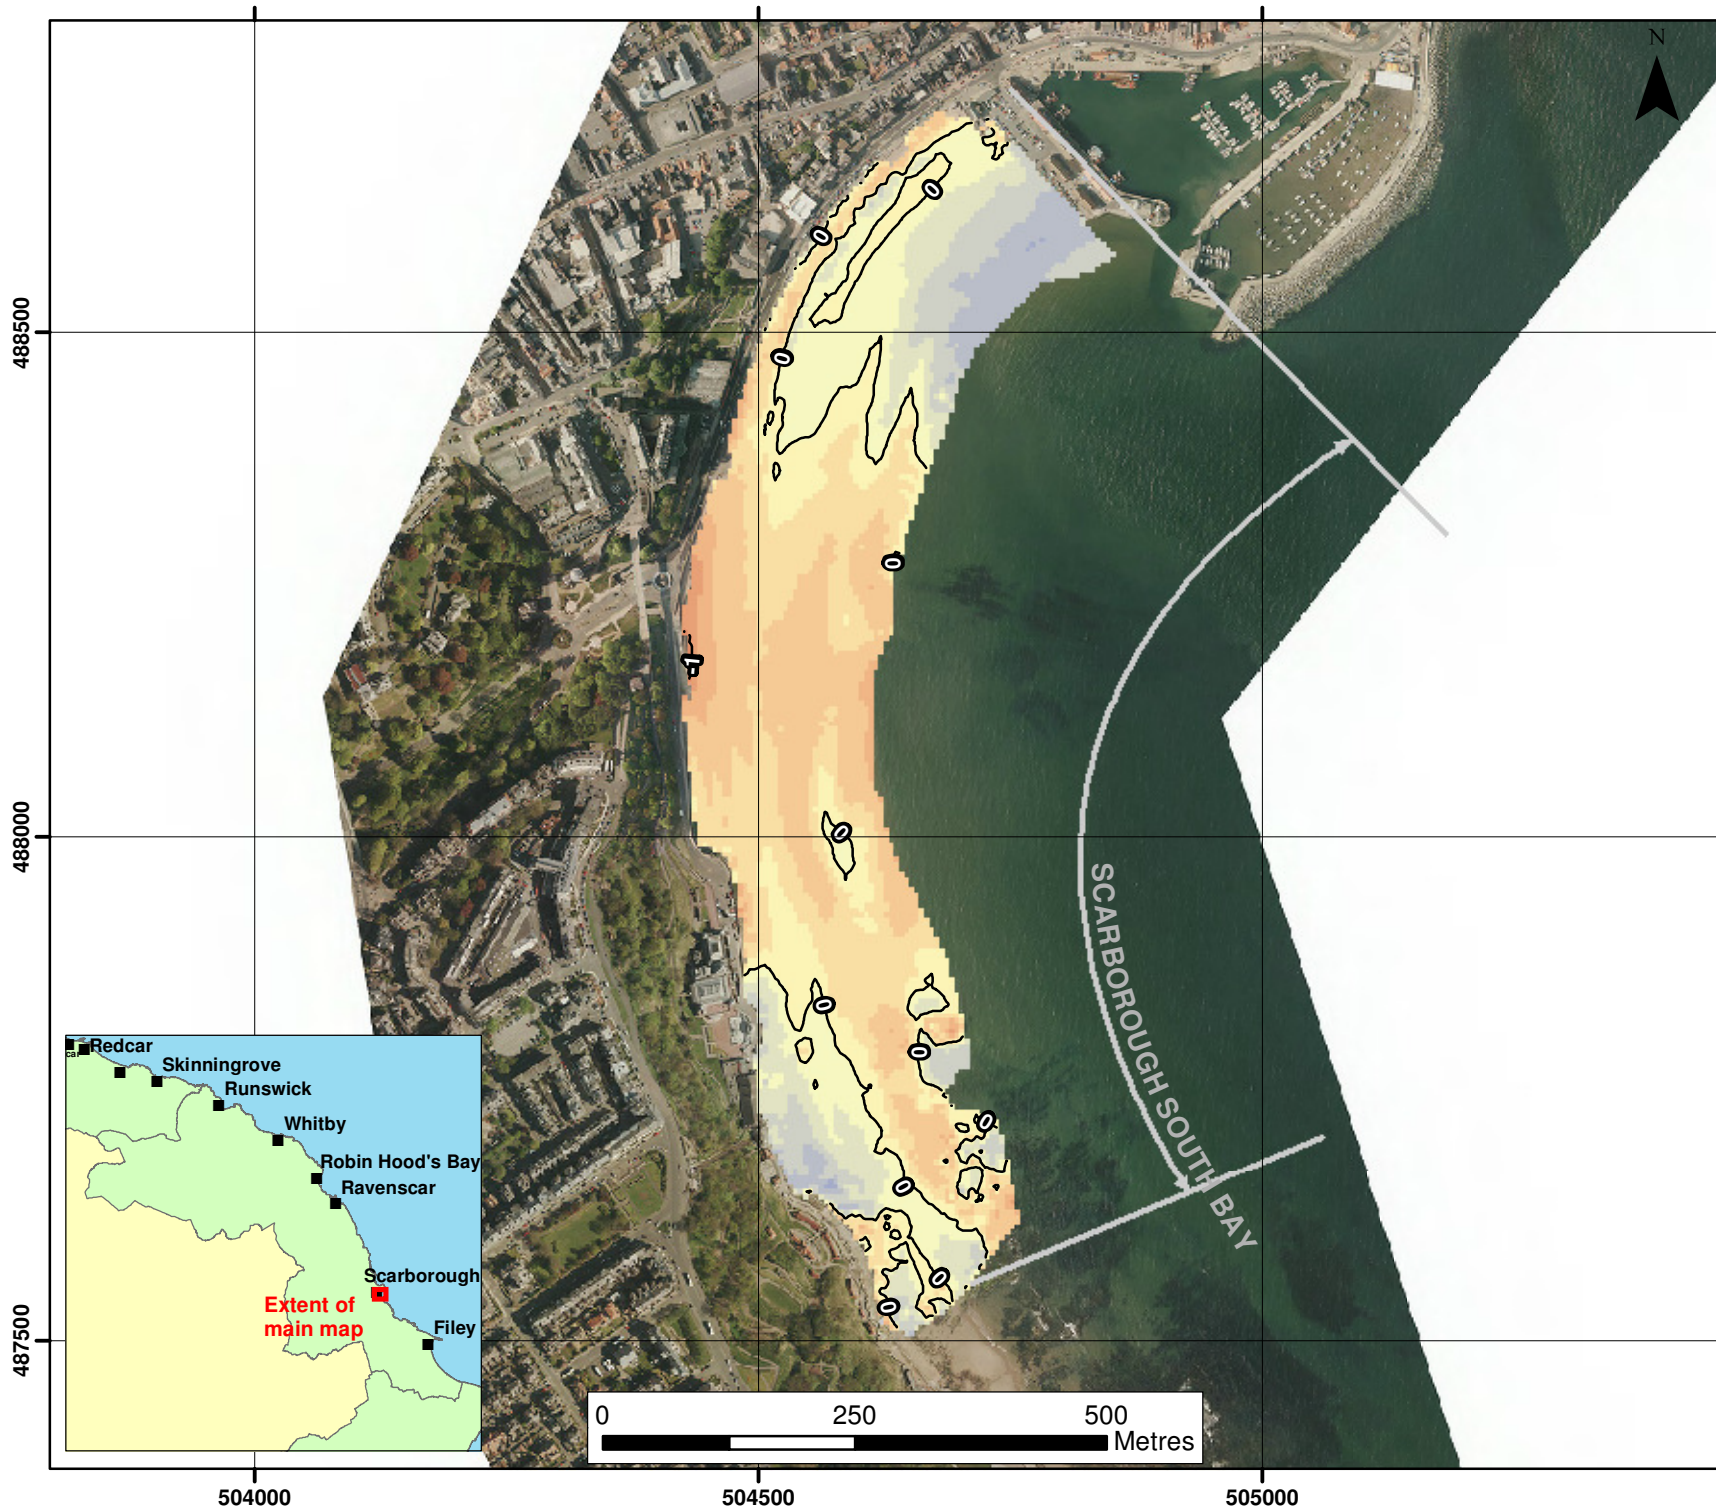 N
488500
488000
487500
0
0
0
0
-1
0
0
0
0
0
0
0
SCARBOROUGH SOUTH BAY
car
Redcar
Skinningrove
Runswick
Whitby
Robin Hood's Bay
Ravenscar
Scarborough
Extent of
main map
Filey
0 250 500
Metres
504000 504500 505000